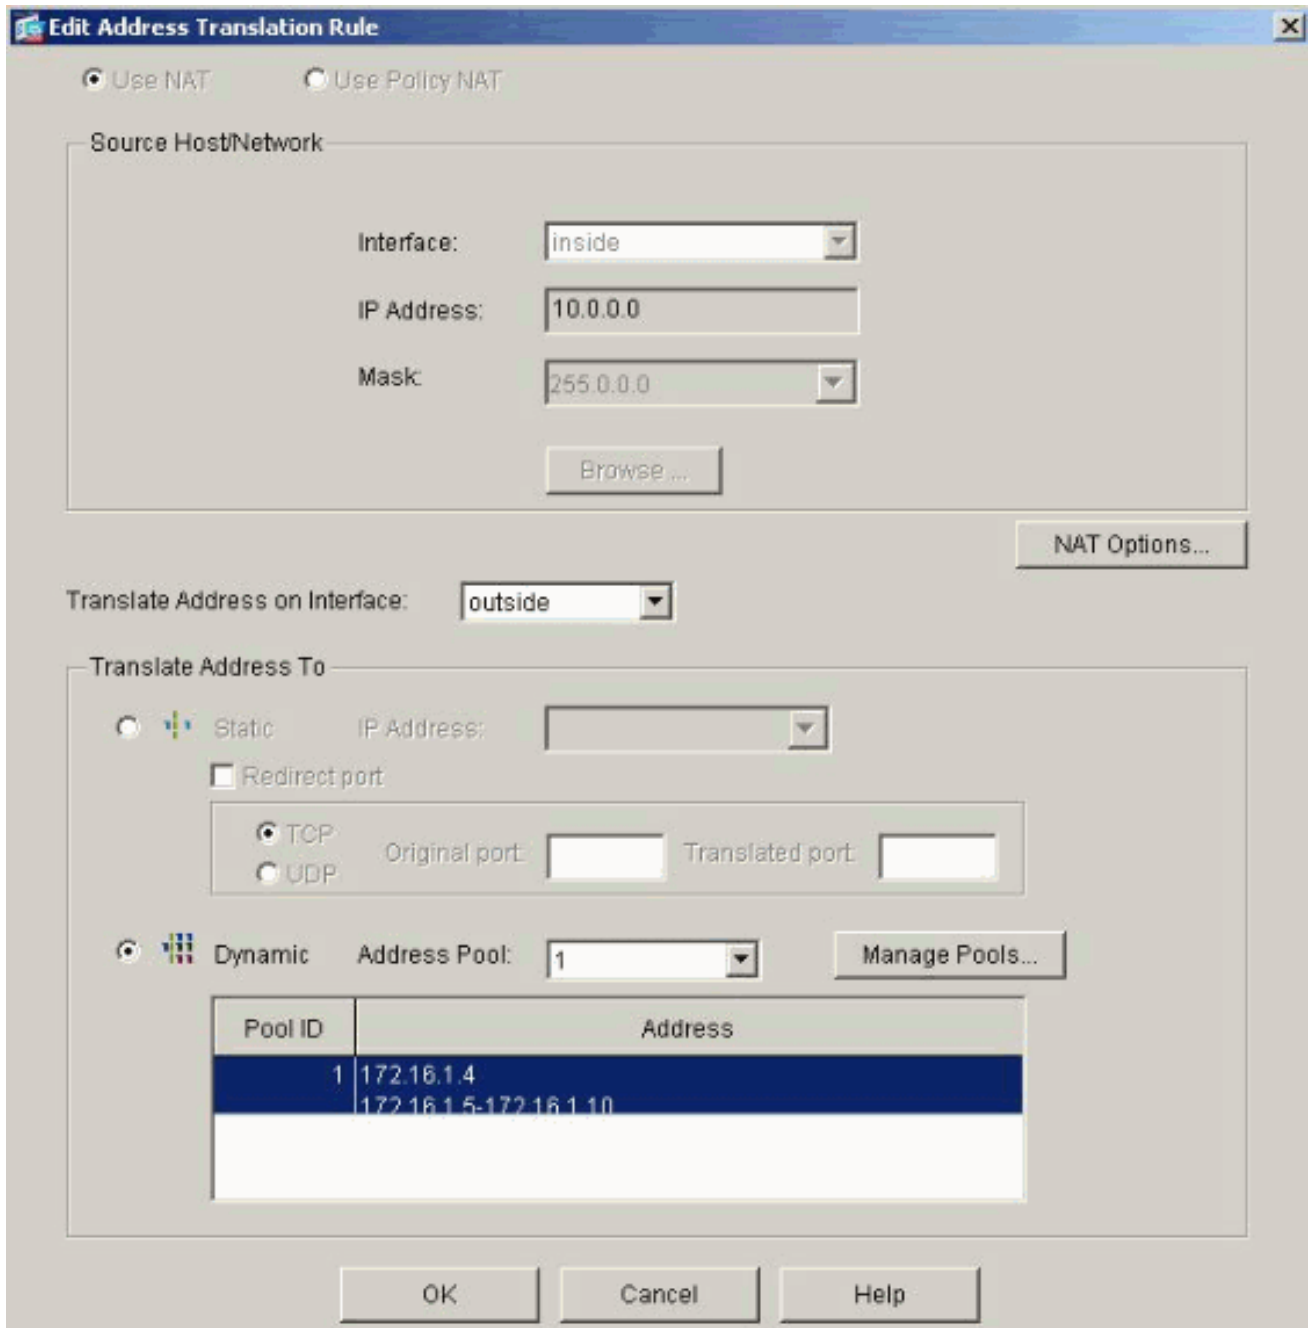 Edit Address Translation Rule
Use NAT Use Policy NAT
Source Host/Network
Interface: inside
IP Address: 10.0.0.0
Mask: 255.0.0.0
Browse ...
NAT Options...
Translate Address on Interface: outside
Translate Address To
Static IP Address:
Redirect port
TCP
UDP
Original port: Translated port:
Dynamic Address Pool: 1 Manage Pools...
Pool ID Address
1 172.16.1.4
172.16.1.5-172.16.1.10
OK Cancel Help